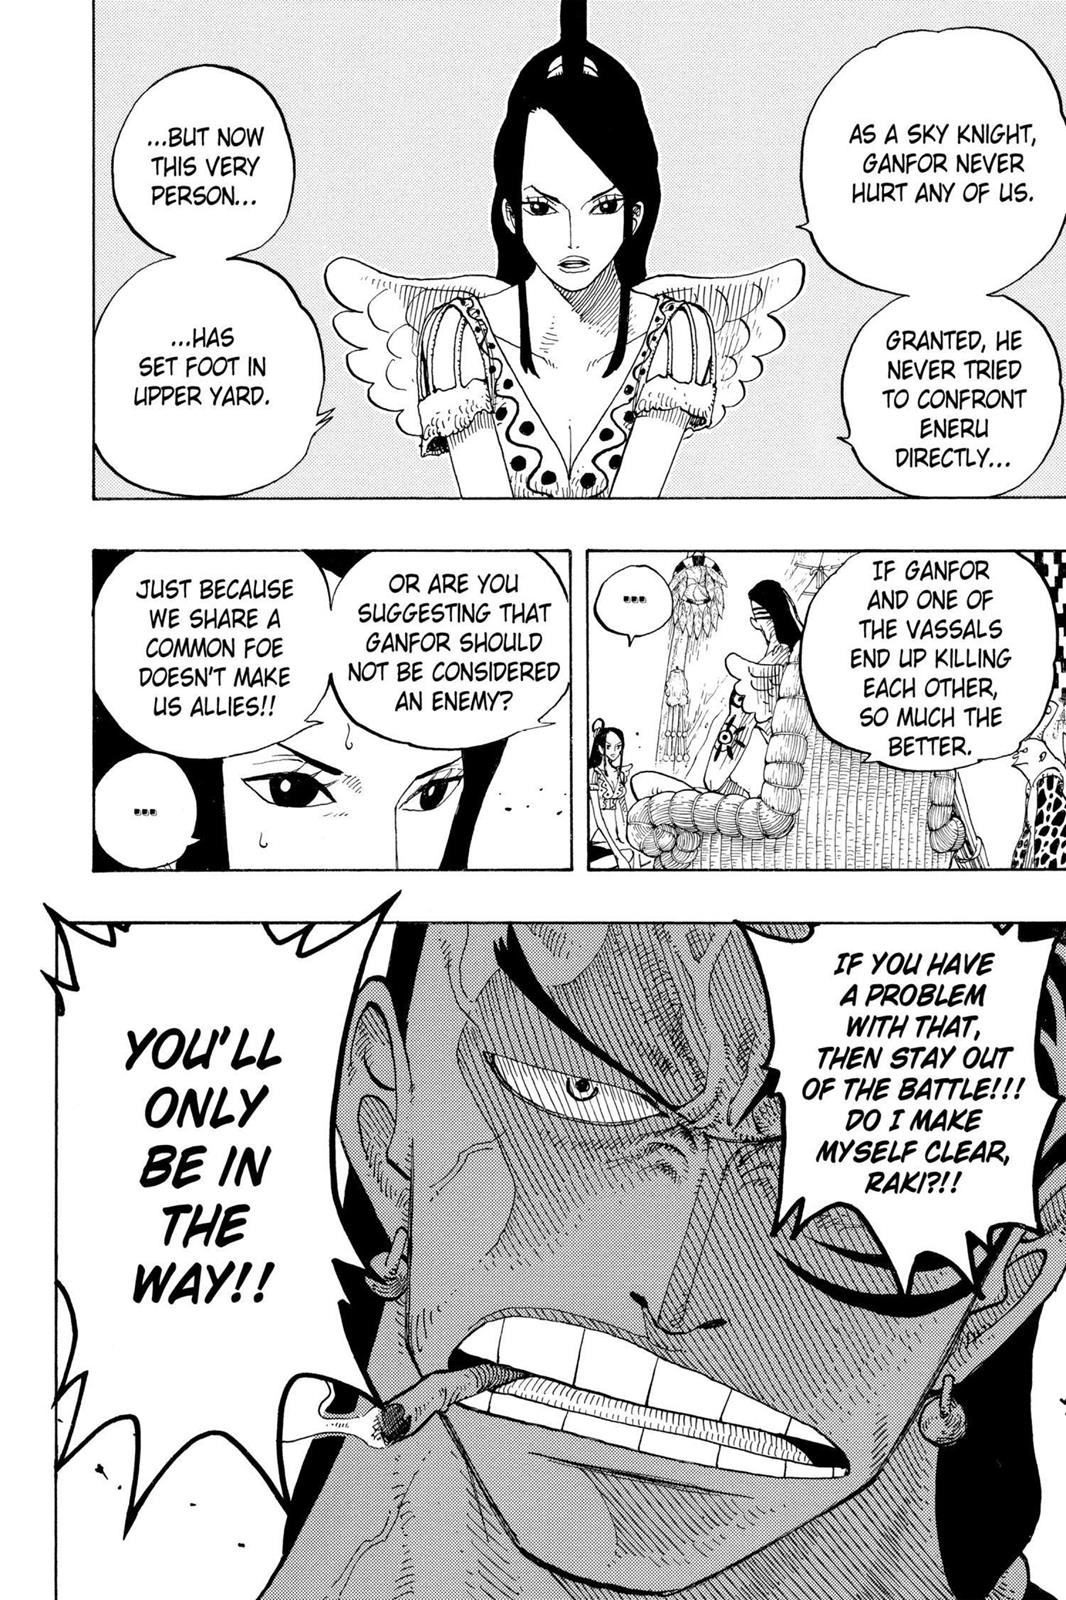 AS A SKY KNIGHT,
GANFOR NEVER
HURT ANY OF US.
GRANTED, HE
NEVER TRIED
TO CONFRONT
ENERU
DIRECTLY...
...BUT NOW
THIS VERY
PERSON...
...HAS
SET FOOT IN
UPPER YARD.
IF GANFOR
AND ONE OF
THE VASSALS
END UP KILLING
EACH OTHER,
SO MUCH THE
BETTER.
...
OR ARE YOU
SUGGESTING THAT
GANFOR SHOULD
NOT BE CONSIDERED
AN ENEMY?
JUST BECAUSE
WE SHARE A
COMMON FOE
DOESN'T MAKE
US ALLIES!!
...
IF YOU HAVE
A PROBLEM
WITH THAT,
THEN STAY OUT
OF THE BATTLE!!!
DO I MAKE
MYSELF CLEAR,
RAKI?!!
YOU'LL
ONLY
BE IN
THE
WAY!!